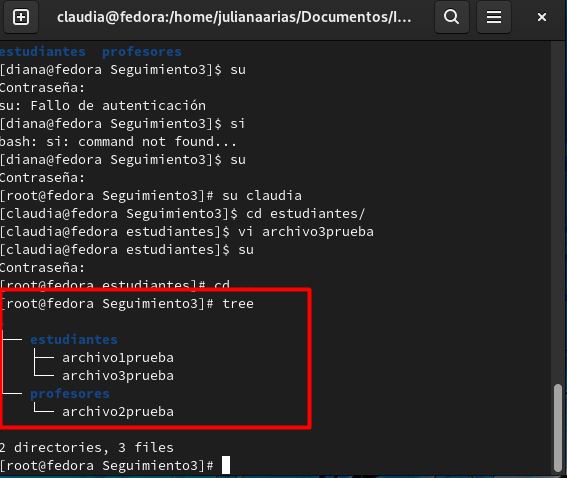 claudia@fedora:/home/julianaarias/Documentos/I...
estudiantes profesores
[diana@fedora Seguimiento3]$ su
Contraseña:
su: Fallo de autenticación
[diana@fedora Seguimiento3]$ si
bash: si: command not found...
[diana@fedora Seguimiento3]$ su
Contraseña:
[root@fedora Seguimiento3]# su claudia
[claudia@fedora Seguimiento3]$ cd estudiantes/
[claudia@fedora estudiantes]$ vi archivo3prueba
[claudia@fedora estudiantes]$ su
Contraseña:
[root@fedora estudiantes]# cd
[root@fedora Seguimiento3]# tree
├── estudiantes
│   ├── archivo1prueba
│   └── archivo3prueba
└── profesores
    └── archivo2prueba
2 directories, 3 files
[root@fedora Seguimiento3]#